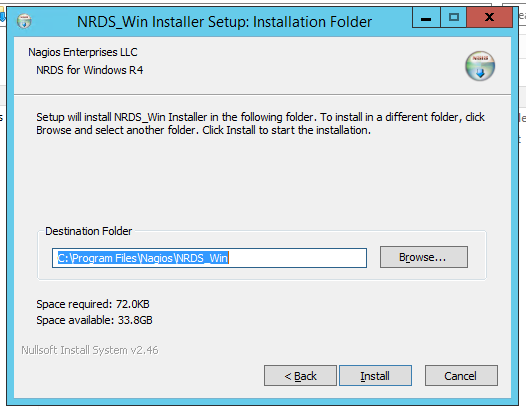 NRDS_Win Installer Setup: Installation Folder
Nagios Enterprises LLC
NRDS for Windows R4
Setup will install NRDS_Win Installer in the following folder. To install in a different folder, click
Browse and select another folder. Click Install to start the installation.
Destination Folder
C:\Program Files\Nagios\NRDS_Win
Browse...
Space required: 72.0KB
Space available: 33.8GB
Nullsoft Install System v2.46
< Back
Install
Cancel